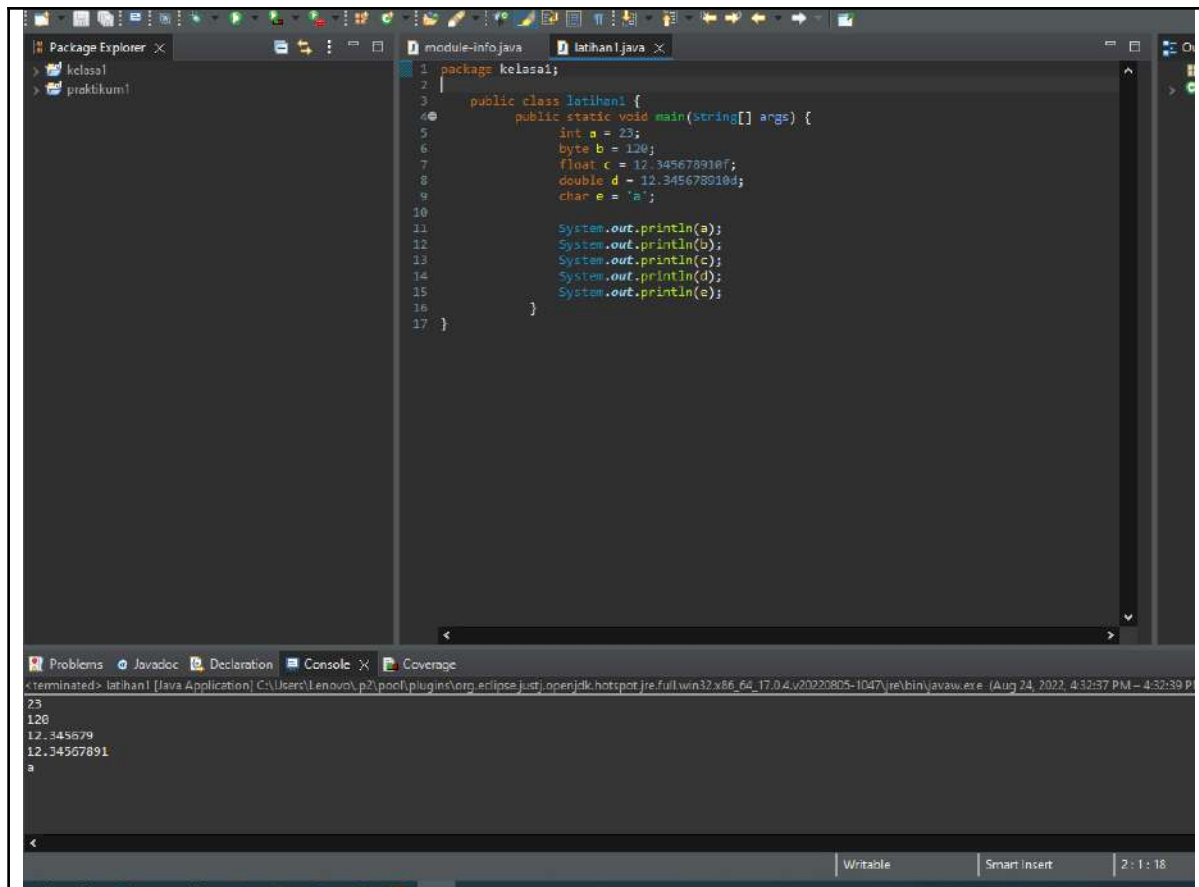 Package Explorer
kelasa1
praktikum1
module-info.java
latihan1.java
1 package kelasa1;
2
3 public class latihan1 {
4 public static void main(String[] args) {
5 int a = 23;
6 byte b = 120;
7 float c = 12.345678910f;
8 double d = 12.345678910d;
9 char e = 'a';
10
11 System.out.println(a);
12 System.out.println(b);
13 System.out.println(c);
14 System.out.println(d);
15 System.out.println(e);
16 }
17 }
Ou
Problems Javadoc Declaration Console Coverage
<terminated> latihan1 [Java Application] C:\Users\Lenovo\.p2\pool\plugins\org.eclipse.justj.openjdk.hotspot.jre.full.win32.x86_64_17.0.4.v20220805-1047\jre\bin\javaw.exe (Aug 24, 2022, 4:32:37 PM – 4:32:39 P
23
120
12.345679
12.34567891
a
Writable Smart Insert 2 : 1 : 18